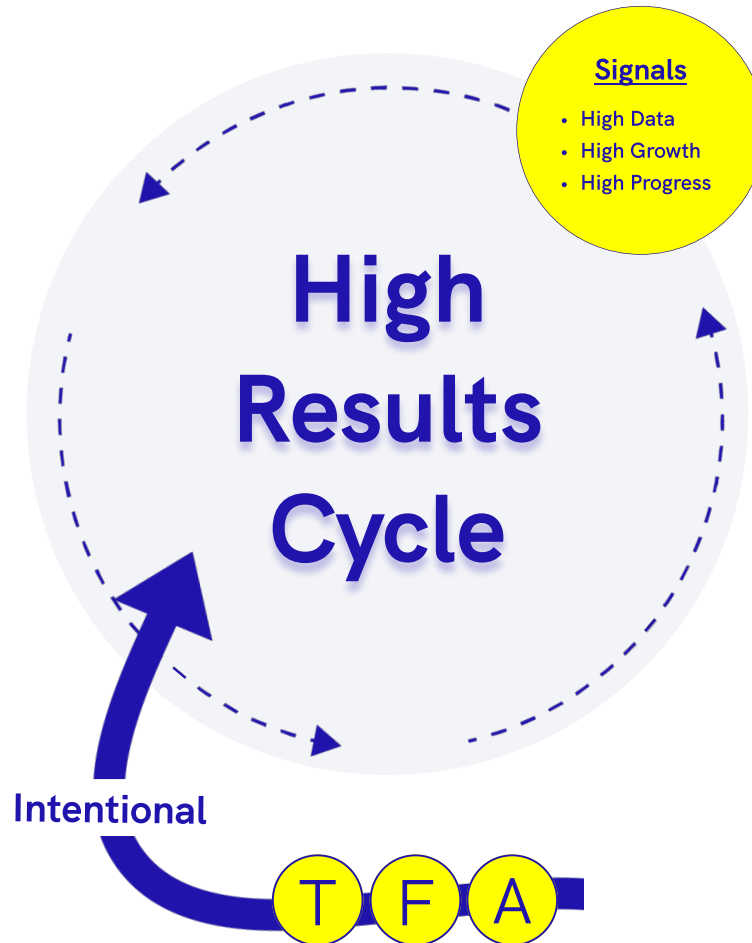 Signals
• High Data
• High Growth
• High Progress
High
Results
Cycle
Intentional
T F A